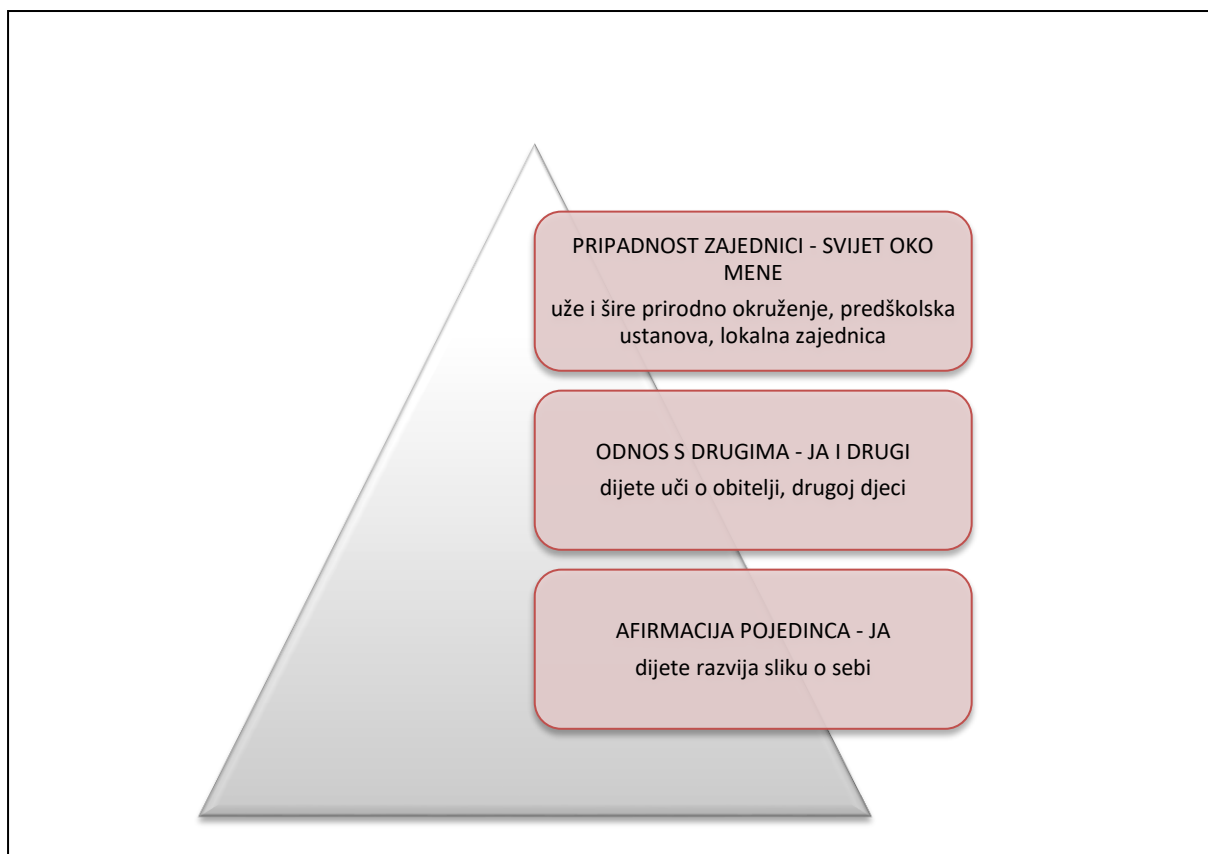 PRIPADNOST ZAJEDNICI - SVIJET OKO
MENE
uže i šire prirodno okruženje, predškolska
ustanova, lokalna zajednica
ODNOS S DRUGIMA - JA I DRUGI
dijete uči o obitelji, drugoj djeci
AFIRMACIJA POJEDINCA - JA
dijete razvija sliku o sebi